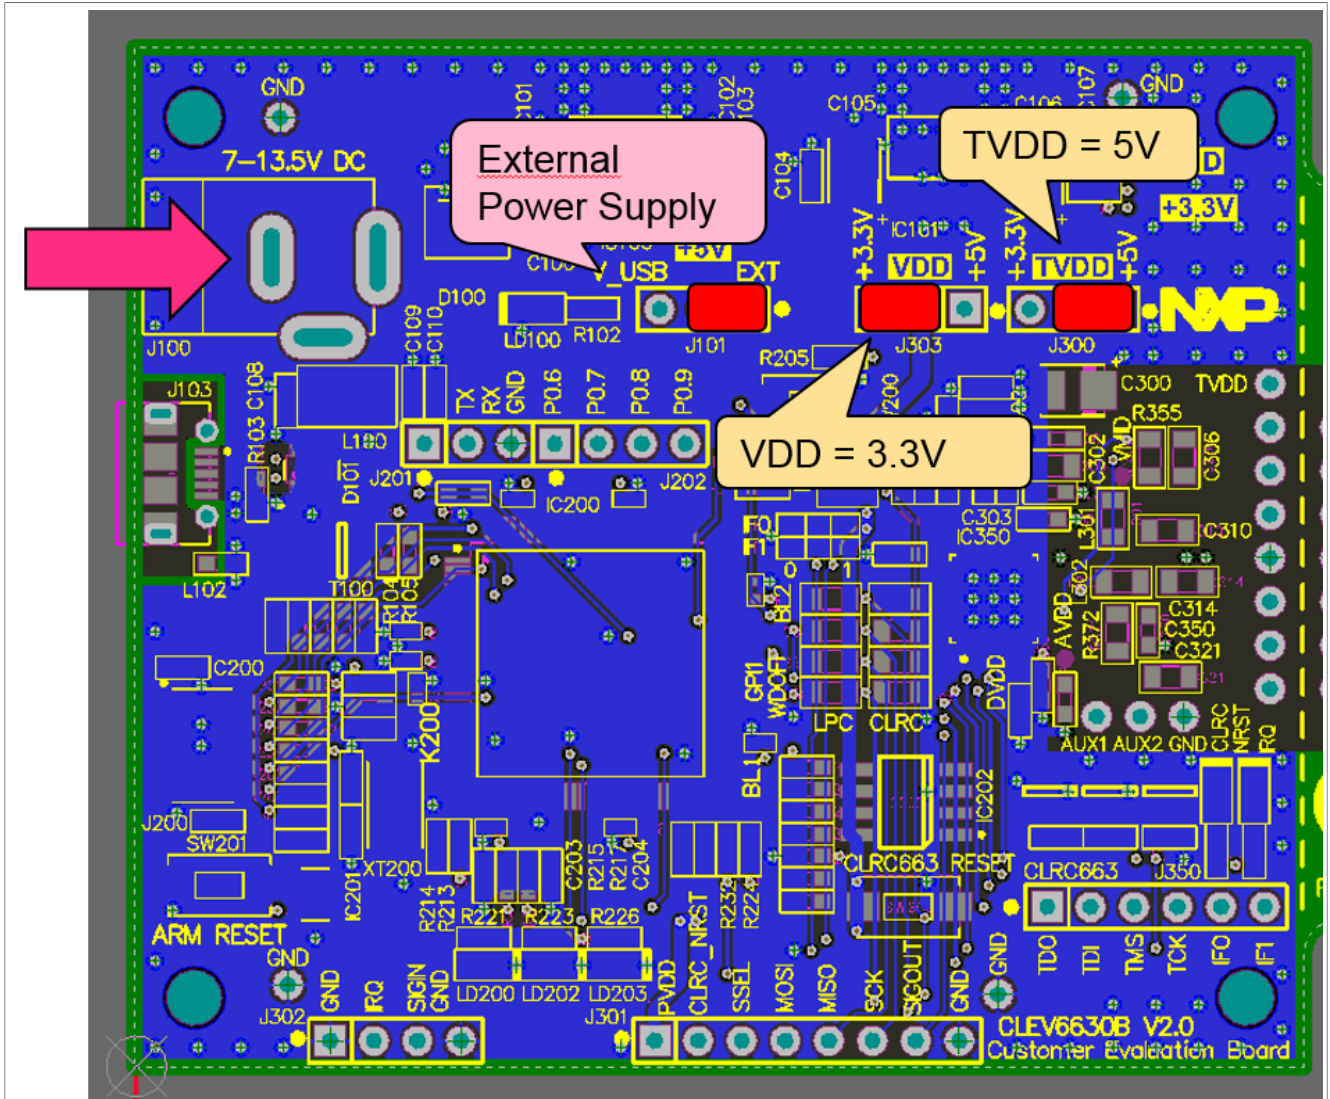 GND
C101
C102
C103
C105
C106
C107
GND
7-13.5V DC
External
Power Supply
TVDD = 5V
C104
+3.3V
IC101
+5V
V_USB
EXT
+3.3V
VDD
+5V
+3.3V
TVDD
+5V
NXP
J100
D100
LD100
R102
J101
J303
J300
C109
C110
R205
J103
C108
R103
L100
D101
TX
RX
GND
P0.6
P0.7
P0.8
P0.9
VDD = 3.3V
C300
TVDD
R355
VMID
C302
C306
J201
IC200
J202
F0
F1
0
1
C303
IC350
L301
C310
L102
T100
R104
R105
BL2
C314
R372
C350
C321
AVDD
C200
GPI1
WDOFF
LPC
CLRC
DVDD
K200
AUX1 AUX2 GND
CLRC
NRST
IRQ
BL1
IC202
J200
SW201
XT200
IC201
R214
R213
C203
R215
R217
C204
CLRC663 RESET
CLRC663
J350
R221
R223
R226
R232
ARM RESET
GND
LD200
LD202
LD203
TDO
TDI
TMS
TCK
IF0
IF1
J302
GND
IRQ
SIGIN
GND
J301
PVDD
CLRC_NRST
SSEL
MOSI
MISO
SCK
SIGOUT
GND
GND
CLEV6630B V2.0
Customer Evaluation Board